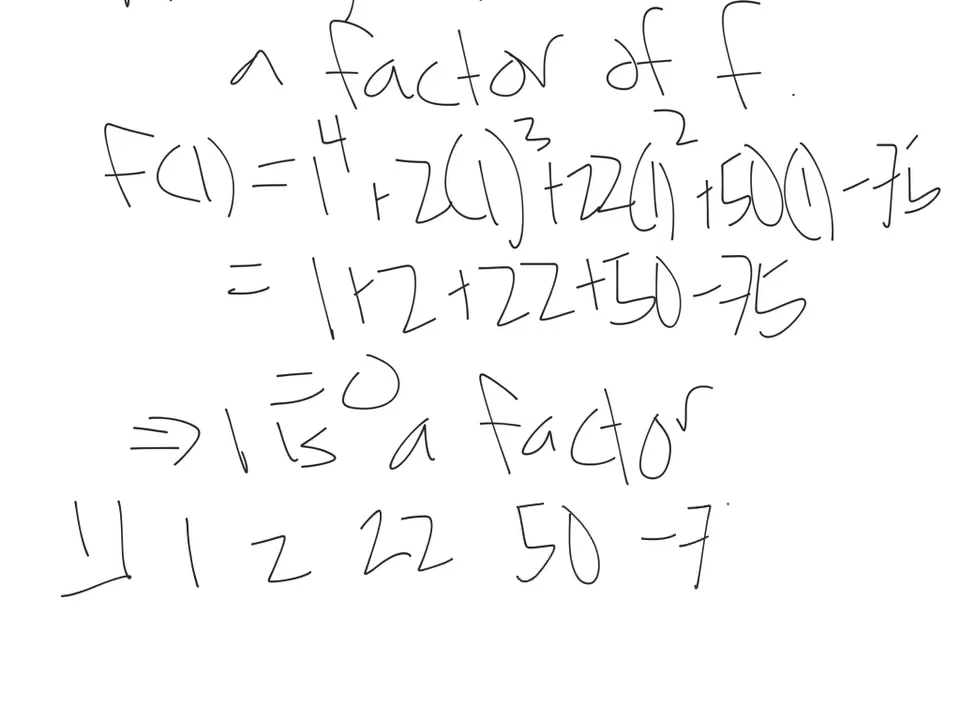 a factor of f.
F(1) = 1^4 + 2(1)^3 + 22(1)^2 + 50(1) - 75
= 1 + 2 + 22 + 50 - 75
= 0
⇒ 1 is a factor
1| 1 2 22 50 -7